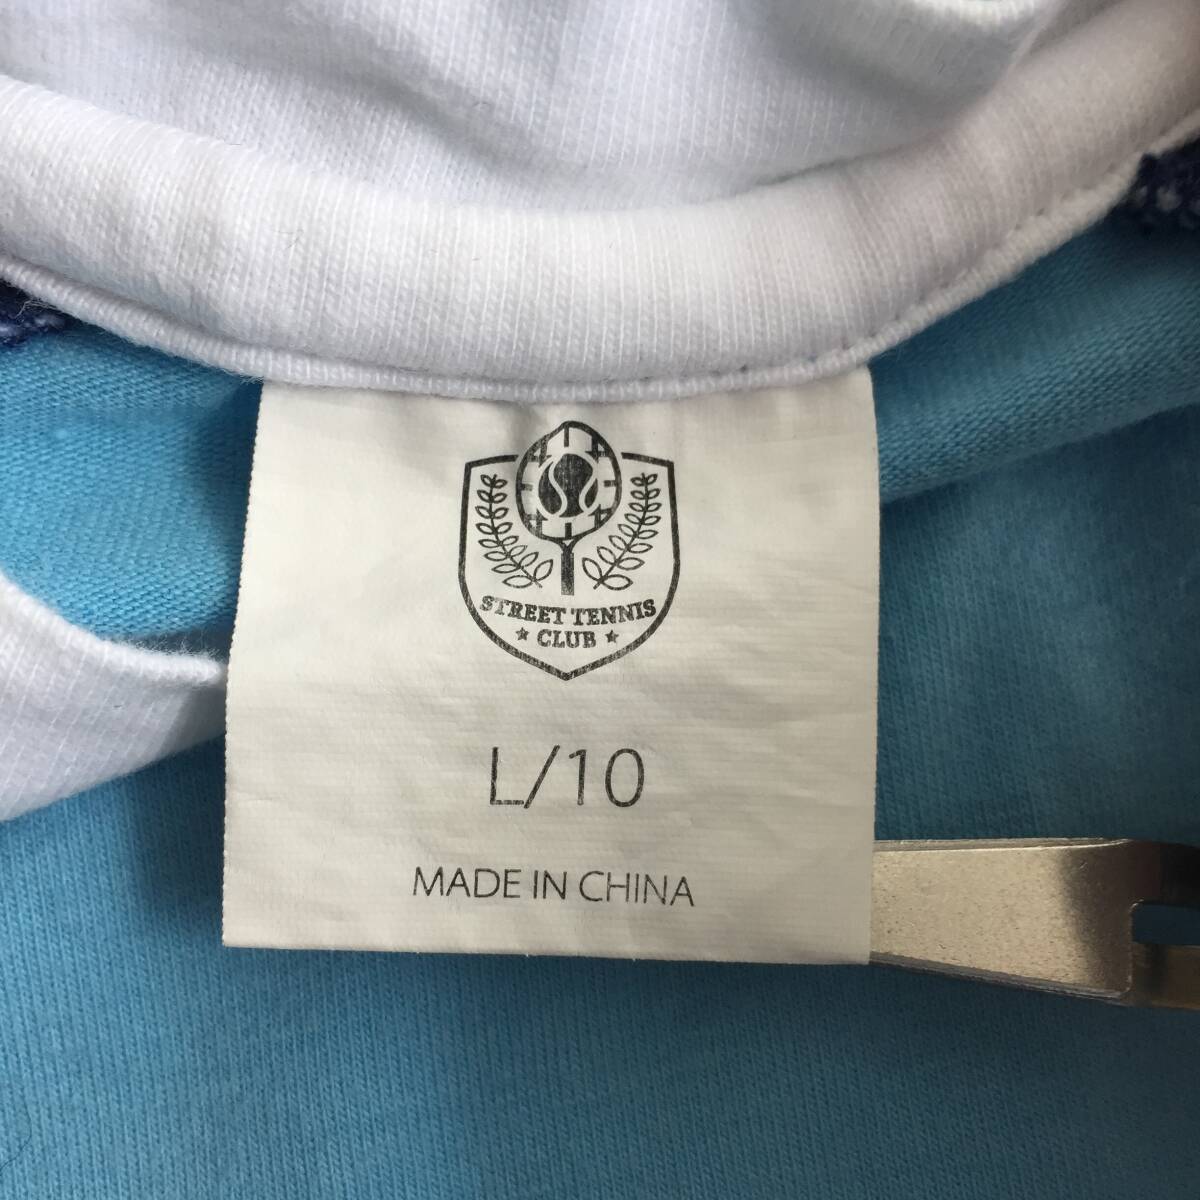 STREET TENNIS
CLUB
L/10
MADE IN CHINA